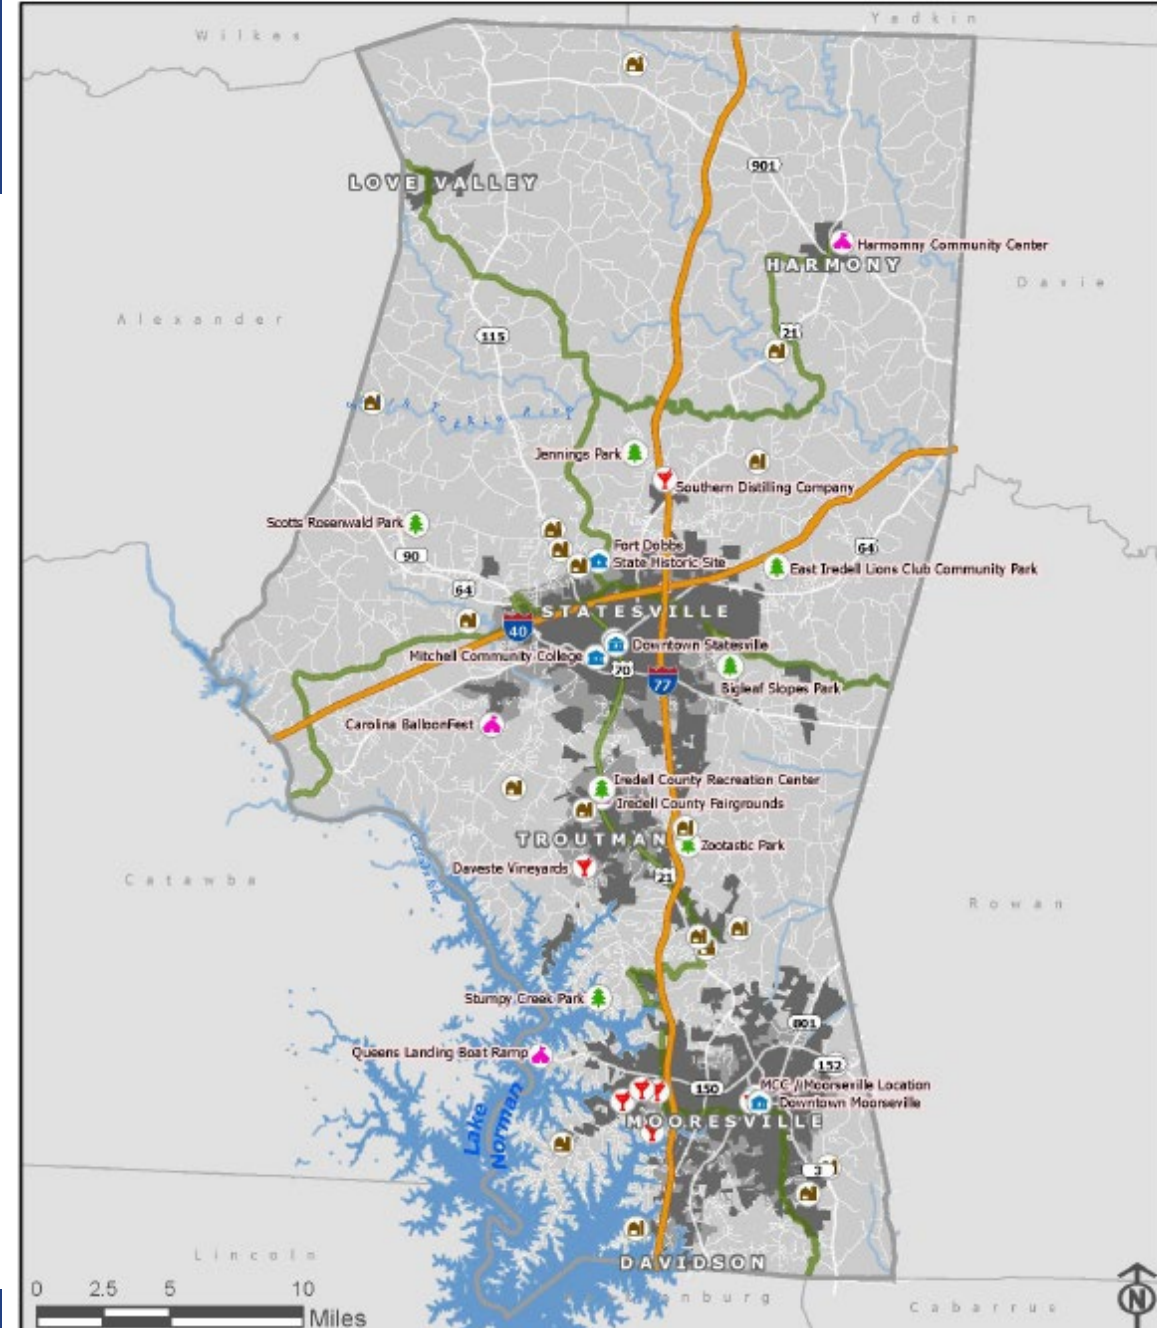 Yadkin
Wilkes
901
LOVE VALLEY
Harmomny Community Center
HARMONY
Davie
Alexander
115
21
Jennings Park
Southern Distilling Company
Scotts Rosenwald Park
90
Fort Dobbs
State Historic Site
64
East Iredell Lions Club Community Park
64
STATESVILLE
40
Downtown Statesville
Mitchell Community College
70
77
Bigleaf Slopes Park
Carolina BalloonFest
Iredell County Recreation Center
Iredell County Fairgrounds
TROUTMAN
Zootastic Park
Daveste Vineyards
21
Catawba
Rowan
Stumpy Creek Park
801
Queens Landing Boat Ramp
152
150
MCC // Moorseville Location
Downtown Moorseville
MOORESVILLE
Lake
Norman
3
Lincoln
DAVIDSON
Cabarrus
0 2.5 5 10
Miles
N